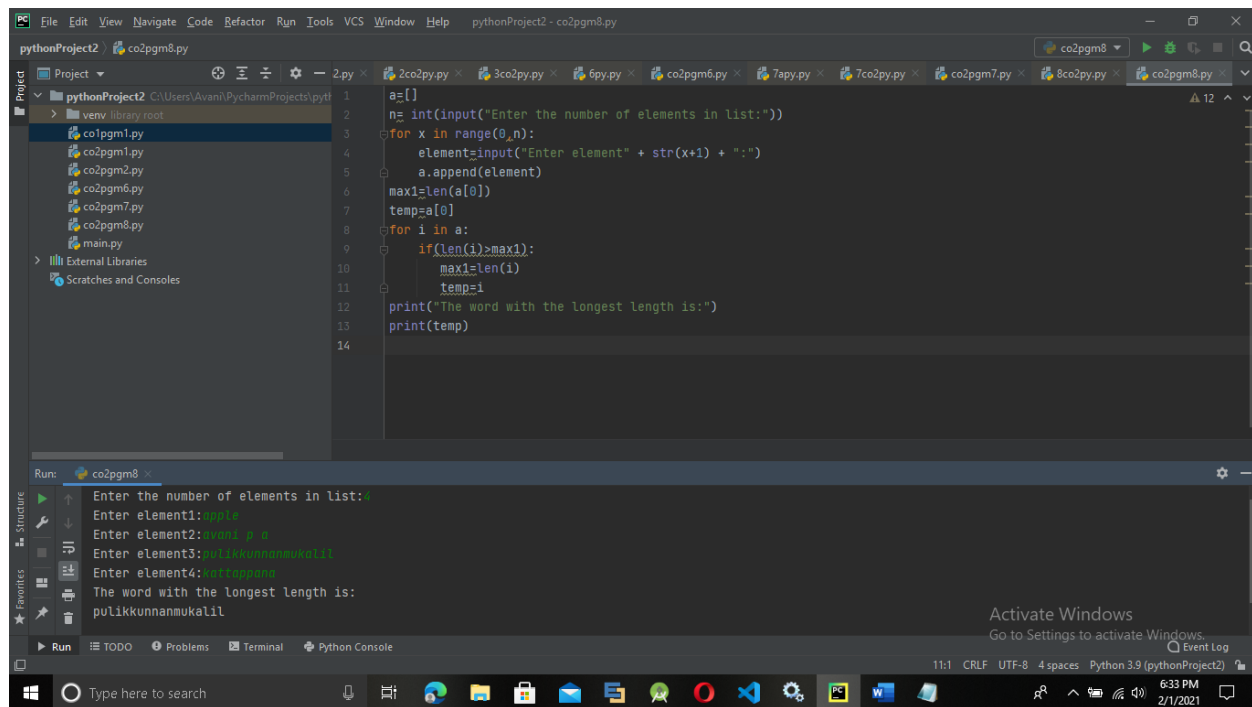 File Edit View Navigate Code Refactor Run Tools VCS Window Help pythonProject2 - co2pgm8.py
pythonProject2 co2pgm8.py co2pgm8
Project 2.py 2co2py.py 3co2py.py 6py.py co2pgm6.py 7apy.py 7co2py.py co2pgm7.py 8co2py.py co2pgm8.py
Project
pythonProject2 C:\Users\Avani\PycharmProjects\pyth
venv library root
co1pgm1.py
co2pgm1.py
co2pgm2.py
co2pgm6.py
co2pgm7.py
co2pgm8.py
main.py
External Libraries
Scratches and Consoles
12
1 a=[]
2 n= int(input("Enter the number of elements in list:"))
3 for x in range(0,n):
4 element=input("Enter element" + str(x+1) + ":")
5 a.append(element)
6 max1=len(a[0])
7 temp=a[0]
8 for i in a:
9 if(len(i)>max1):
10 max1=len(i)
11 temp=i
12 print("The word with the longest length is:")
13 print(temp)
14
Run: co2pgm8
Enter the number of elements in list:4
Enter element1:apple
Enter element2:avani p a
Enter element3:pulikkunnanmukalil
Enter element4:kattappana
The word with the longest length is:
pulikkunnanmukalil
Structure
Favorites
Activate Windows
Go to Settings to activate Windows.
Run TODO Problems Terminal Python Console Event Log
11:1 CRLF UTF-8 4 spaces Python 3.9 (pythonProject2)
Type here to search
6:33 PM
2/1/2021